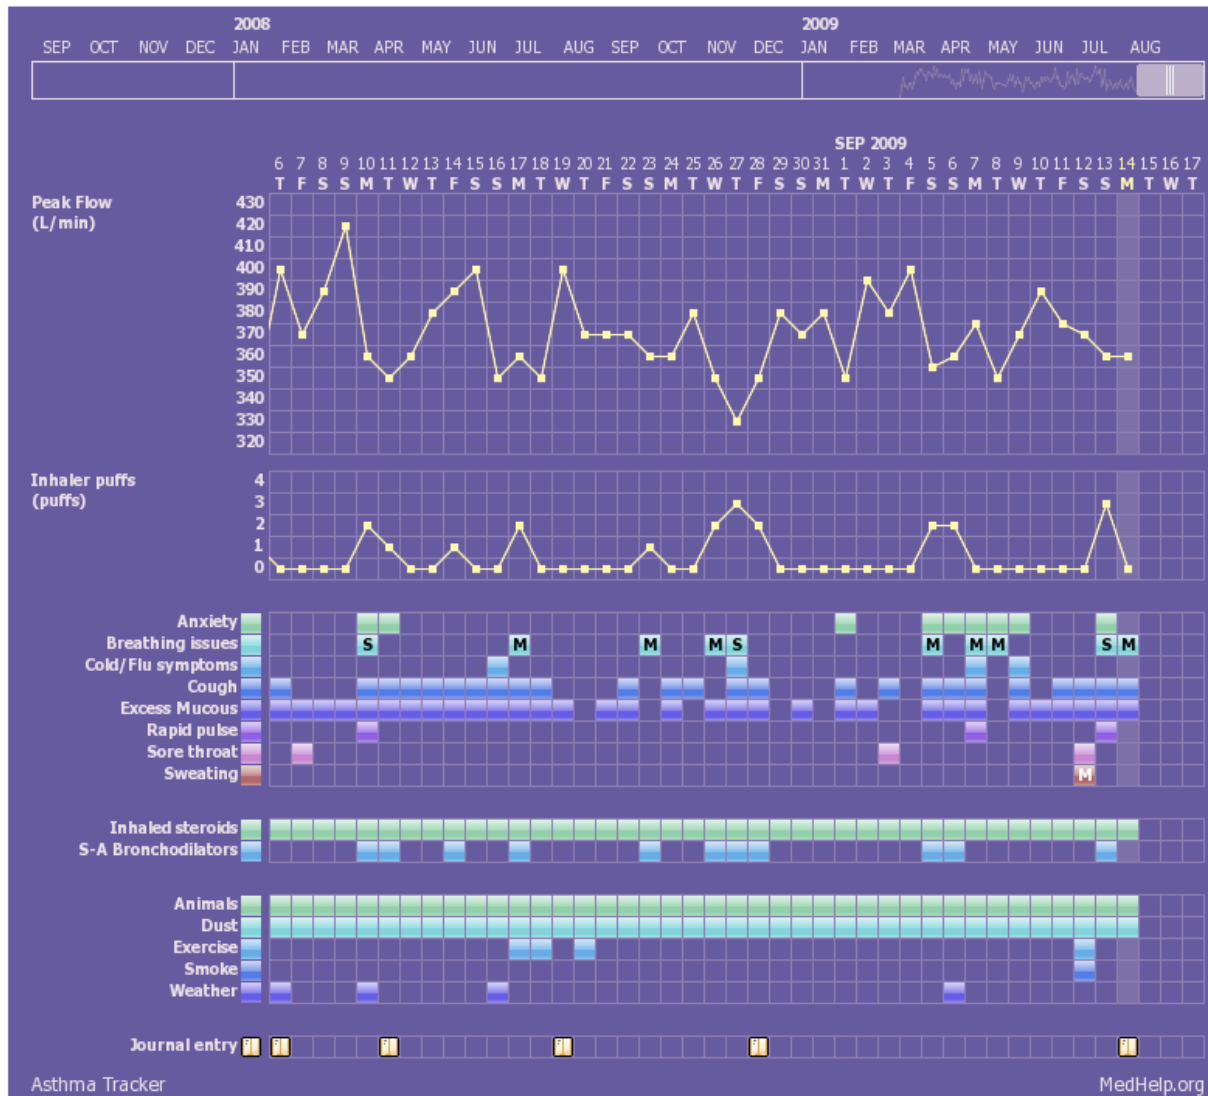 2008 2009
SEP OCT NOV DEC JAN FEB MAR APR MAY JUN JUL AUG SEP OCT NOV DEC JAN FEB MAR APR MAY JUN JUL AUG
SEP 2009
6 7 8 9 10 11 12 13 14 15 16 17 18 19 20 21 22 23 24 25 26 27 28 29 30 31 1 2 3 4 5 6 7 8 9 10 11 12 13 14 15 16 17
T F S S M T W T F S S M T W T F S S M T W T F S S M T W T F S S M T W T F S S M T W T
Peak Flow
(L/min)
430
420
410
400
390
380
370
360
350
340
330
320
Inhaler puffs
(puffs)
4
3
2
1
0
Anxiety
Breathing issues S M M M S M M M S M
Cold/Flu symptoms
Cough
Excess Mucous
Rapid pulse
Sore throat
Sweating M
Inhaled steroids
S-A Bronchodilators
Animals
Dust
Exercise
Smoke
Weather
Journal entry
Asthma Tracker MedHelp.org